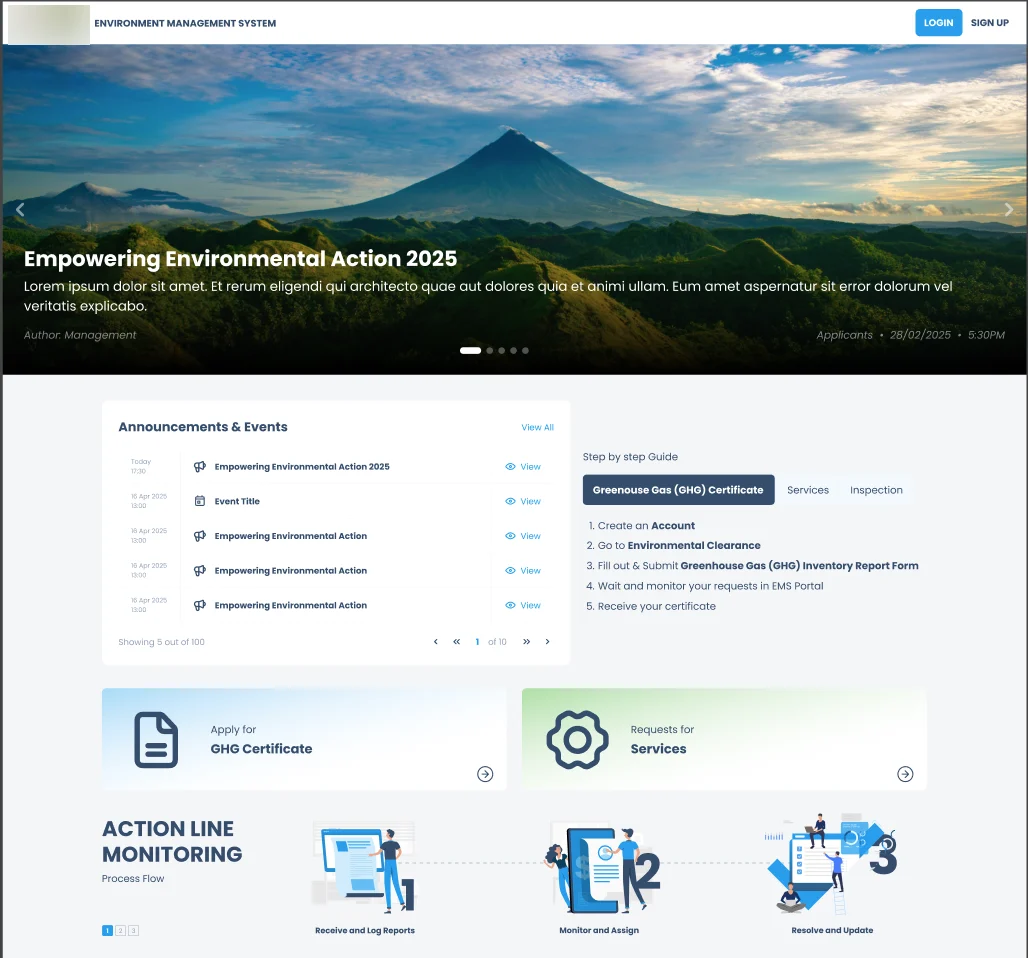 ENVIRONMENT MANAGEMENT SYSTEM
LOGIN
SIGN UP
Empowering Environmental Action 2025
Lorem ipsum dolor sit amet. Et rerum eligendi qui architecto quae aut dolores quia et animi ullam. Eum amet aspernatur sit error dolorum vel
veritatis explicabo.
Author: Management
Applicants • 28/02/2025 • 5:30PM
Announcements & Events
View All
Today
17:30
Empowering Environmental Action 2025
View
16 Apr 2025
13:00
Event Title
View
16 Apr 2025
13:00
Empowering Environmental Action
View
16 Apr 2025
13:00
Empowering Environmental Action
View
16 Apr 2025
13:00
Empowering Environmental Action
View
Showing 5 out of 100
‹ « 1 of 10 » ›
Step by step Guide
Greenouse Gas (GHG) Certificate
Services
Inspection
1. Create an Account
2. Go to Environmental Clearance
3. Fill out & Submit Greenhouse Gas (GHG) Inventory Report Form
4. Wait and monitor your requests in EMS Portal
5. Receive your certificate
Apply for
GHG Certificate
Requests for
Services
ACTION LINE
MONITORING
Process Flow
1 2 3
1
Receive and Log Reports
2
Monitor and Assign
3
Resolve and Update